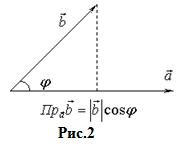 b⃗
φ
a⃗
Пр_a b⃗ = |b⃗|cosφ
Рис.2